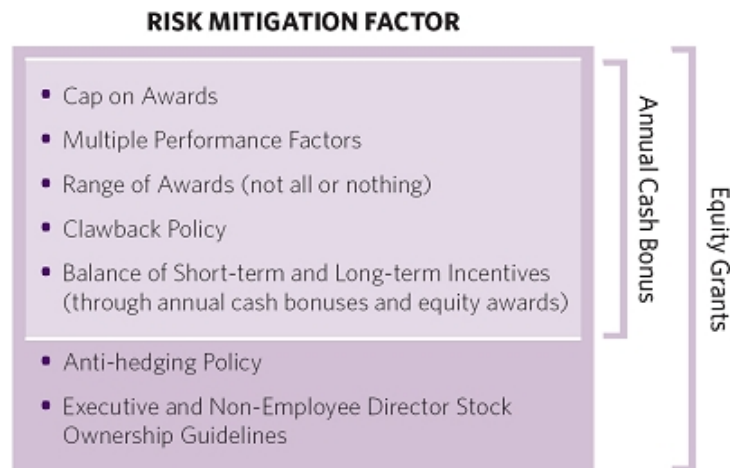 RISK MITIGATION FACTOR
▪ Cap on Awards
▪ Multiple Performance Factors
▪ Range of Awards (not all or nothing)
▪ Clawback Policy
▪ Balance of Short-term and Long-term Incentives
(through annual cash bonuses and equity awards)
▪ Anti-hedging Policy
▪ Executive and Non-Employee Director Stock
Ownership Guidelines
Annual Cash Bonus
Equity Grants